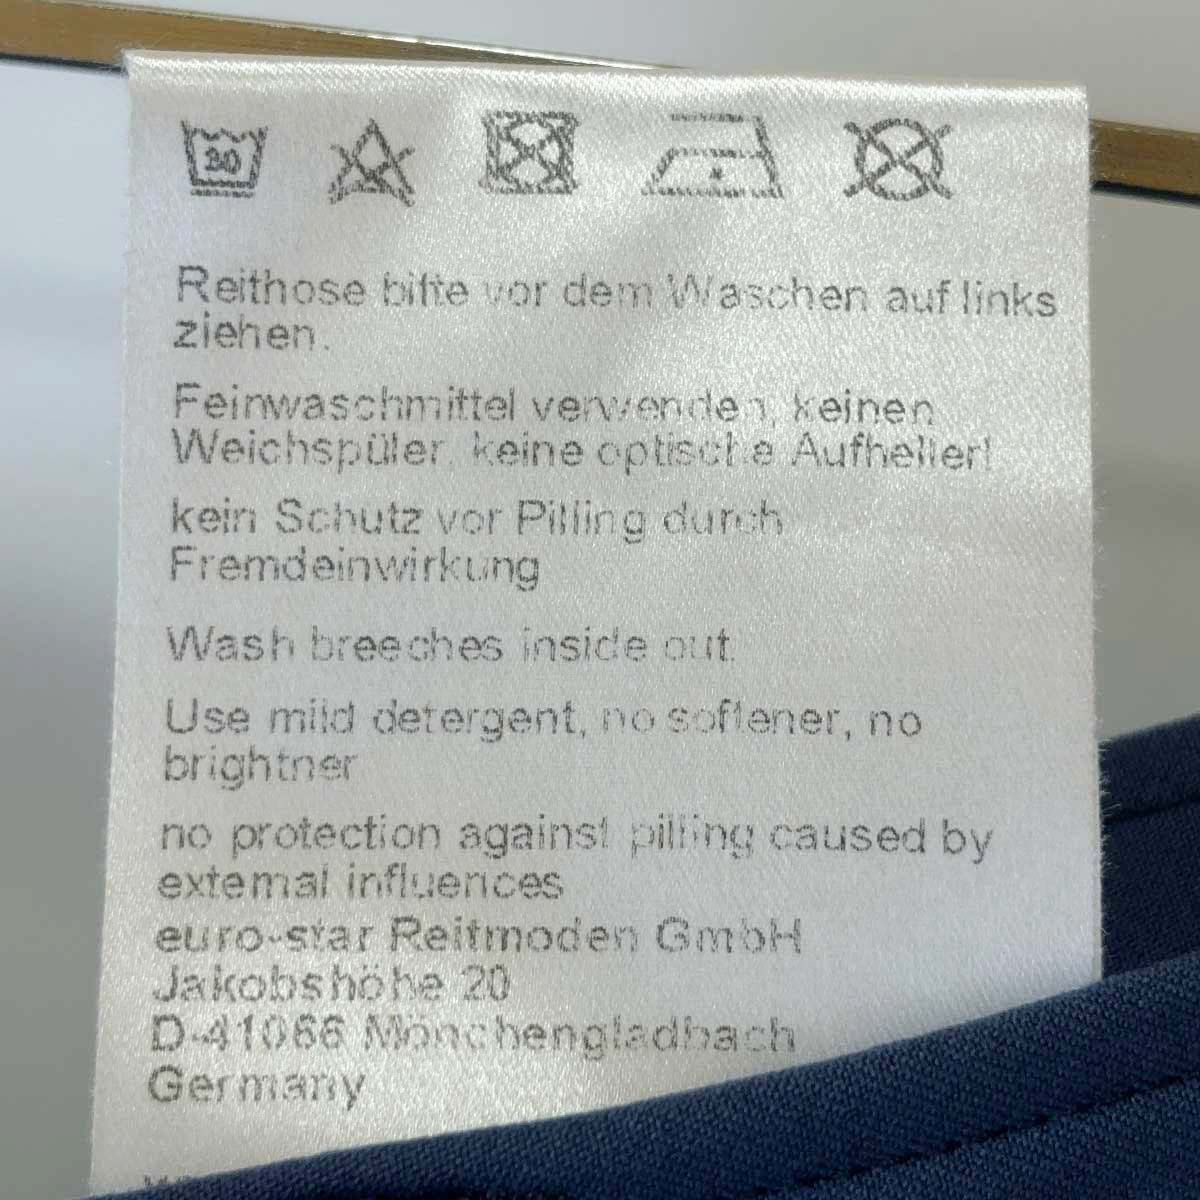 30
Reithose bitte vor dem Waschen auf links
ziehen.
Feinwaschmittel verwenden, keinen
Weichspüler, keine optische Aufheller!
kein Schutz vor Pilling durch
Fremdeinwirkung
Wash breeches inside out.
Use mild detergent, no softener, no
brightner
no protection against pilling caused by
external influences
euro-star Reitmoden GmbH
Jakobshöhe 20
D-41066 Mönchengladbach
Germany